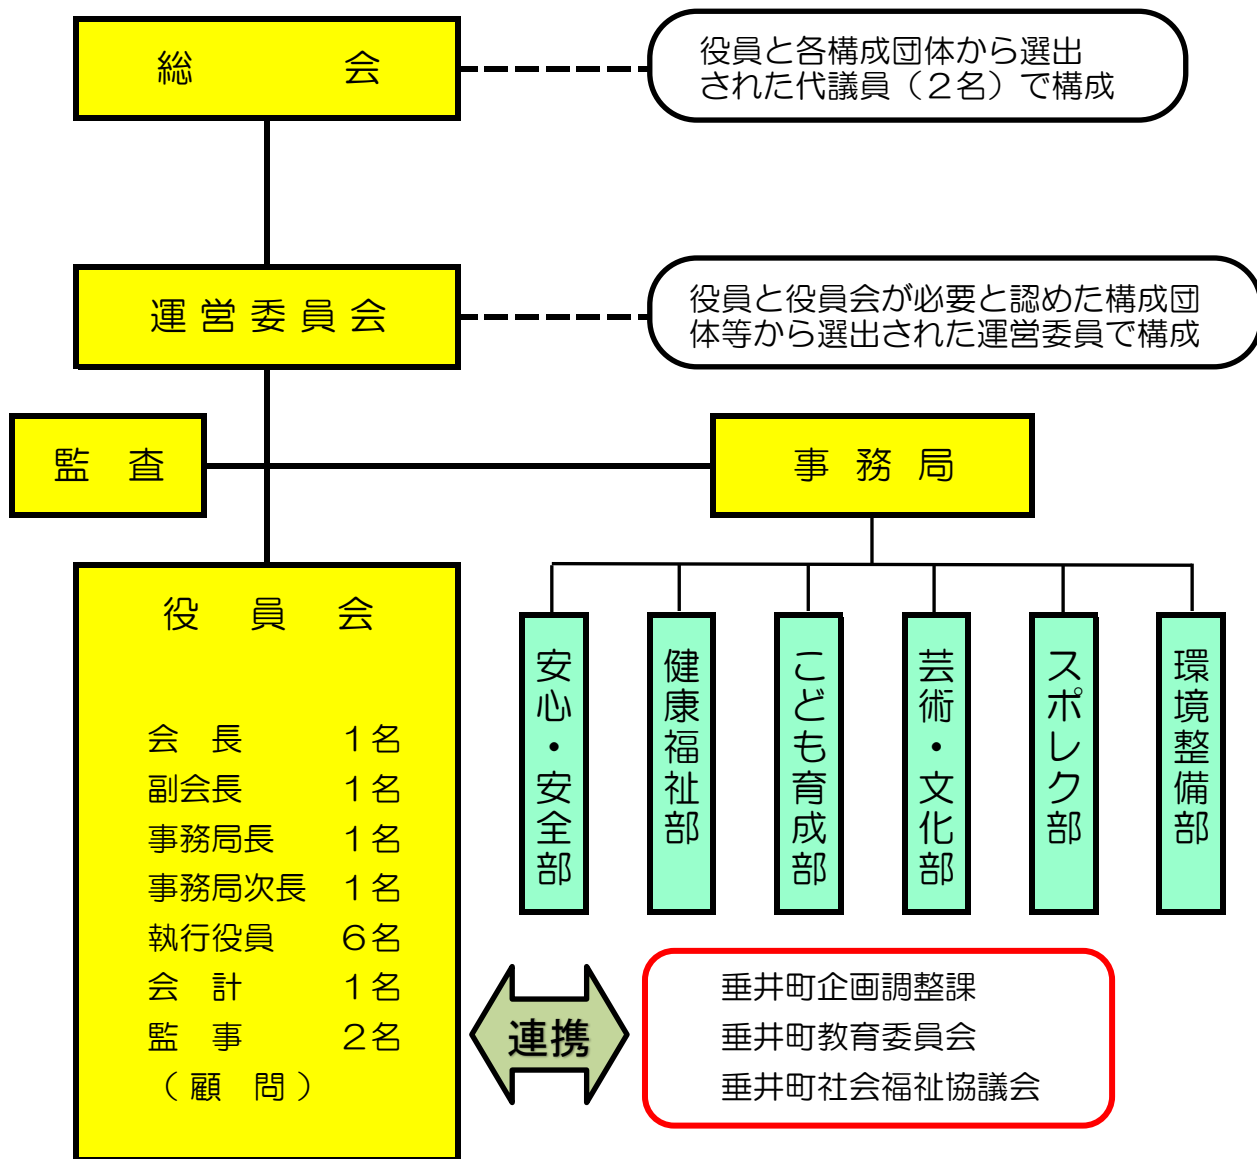 総　会
役員と各構成団体から選出
された代議員（２名）で構成
運営委員会
役員と役員会が必要と認めた構成団
体等から選出された運営委員で構成
監　査
事務局
役　員　会
会　長　１名
副会長　１名
事務局長　１名
事務局次長　１名
執行役員　６名
会　計　１名
監　事　２名
（顧　問）
安心・安全部
健康福祉部
こども育成部
芸術・文化部
スポレク部
環境整備部
連携
垂井町企画調整課
垂井町教育委員会
垂井町社会福祉協議会